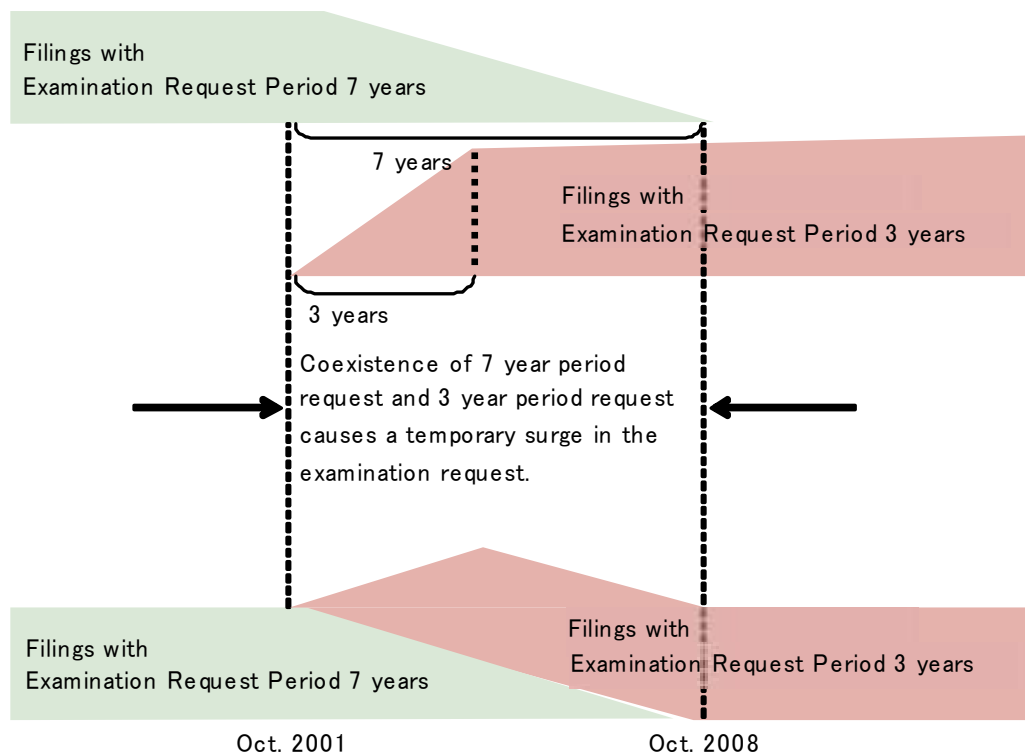 Filings with
Examination Request Period 7 years
7 years
Filings with
Examination Request Period 3 years
3 years
Coexistence of 7 year period
request and 3 year period request
causes a temporary surge in the
examination request.
Filings with
Examination Request Period 3 years
Filings with
Examination Request Period 7 years
Oct. 2001
Oct. 2008